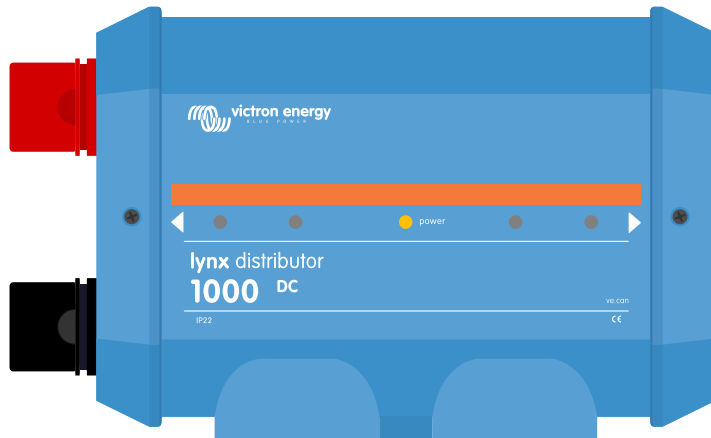 victron energy
BLUE POWER
power
lynx distributor
1000 DC
ve.can
IP22
CE